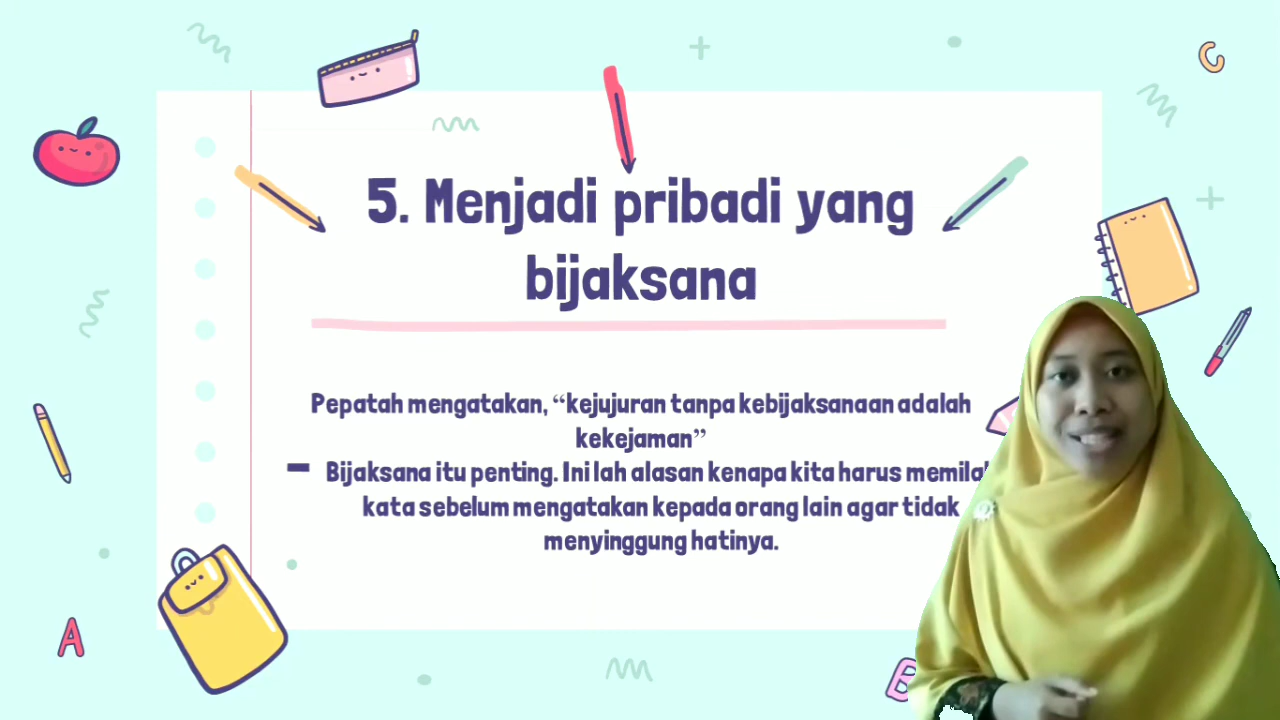 C
5. Menjadi pribadi yang
bijaksana
Pepatah mengatakan, “kejujuran tanpa kebijaksanaan adalah
kekejaman”
- Bijaksana itu penting. Ini lah alasan kenapa kita harus
kata sebelum mengatakan kepada orang lain agar tidak
menyinggung hatinya.
A
B